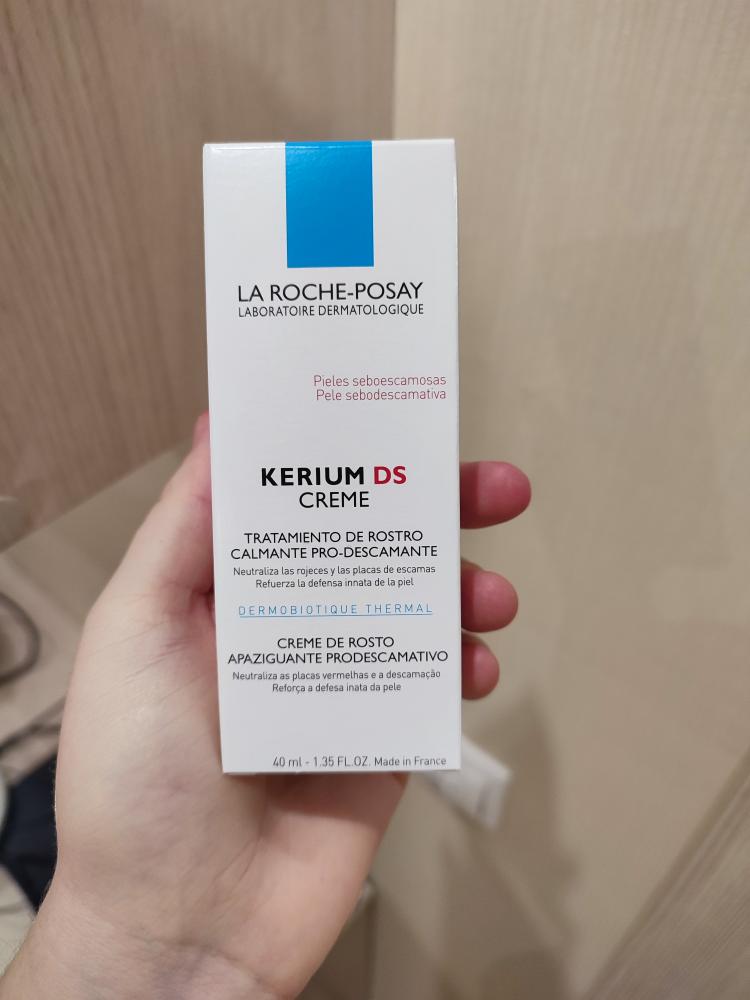 LA ROCHE-POSAY
LABORATOIRE DERMATOLOGIQUE
Pieles seboescamosas
Pele sebodescamativa
KERIUM DS
CREME
TRATAMIENTO DE ROSTRO
CALMANTE PRO-DESCAMANTE
Neutraliza las rojeces y las placas de escamas
Refuerza la defensa innata de la piel
DERMOBIOTIQUE THERMAL
CREME DE ROSTO
APAZIGUANTE PRODESCAMATIVO
Neutraliza as placas vermelhas e a descamação
Reforça a defesa inata da pele
40 ml - 1.35 FL.OZ. Made in France